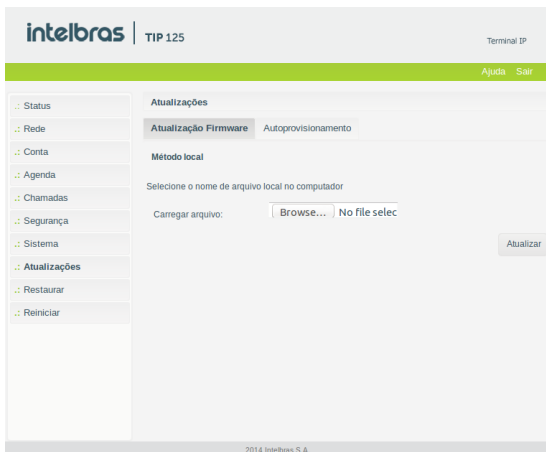 intelbras TIP 125
Terminal IP
Ajuda Sair
.: Status
.: Rede
.: Conta
.: Agenda
.: Chamadas
.: Segurança
.: Sistema
.: Atualizações
.: Restaurar
.: Reiniciar
Atualizações
Atualização Firmware Autoprovisionamento
Método local
Selecione o nome de arquivo local no computador
Carregar arquivo: Browse... No file selec
Atualizar
2014 Intelbras S.A.